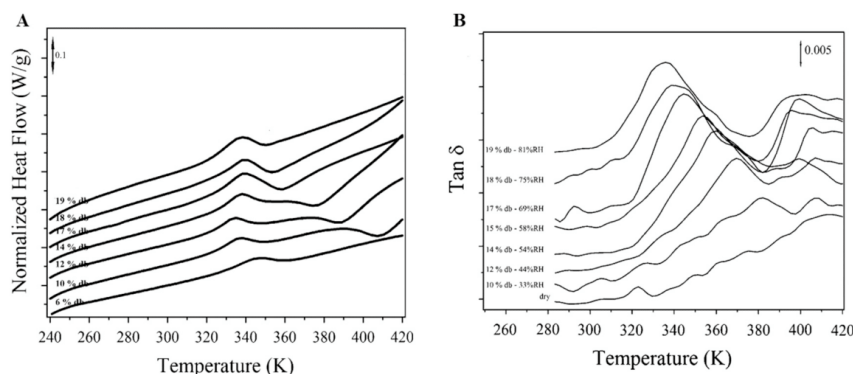 A
Normalized Heat Flow (W/g)
0.1
19 % db
18 % db
17 % db
14 % db
12 % db
10 % db
6 % db
240 260 280 300 320 340 360 380 400 420
Temperature (K)
B
Tan δ
0.005
19 % db - 81%RH
18 % db - 75%RH
17 % db - 69%RH
15 % db - 58%RH
14 % db - 54%RH
12 % db - 44%RH
10 % db - 33%RH
dry
260 280 300 320 340 360 380 400 420
Temperature (K)